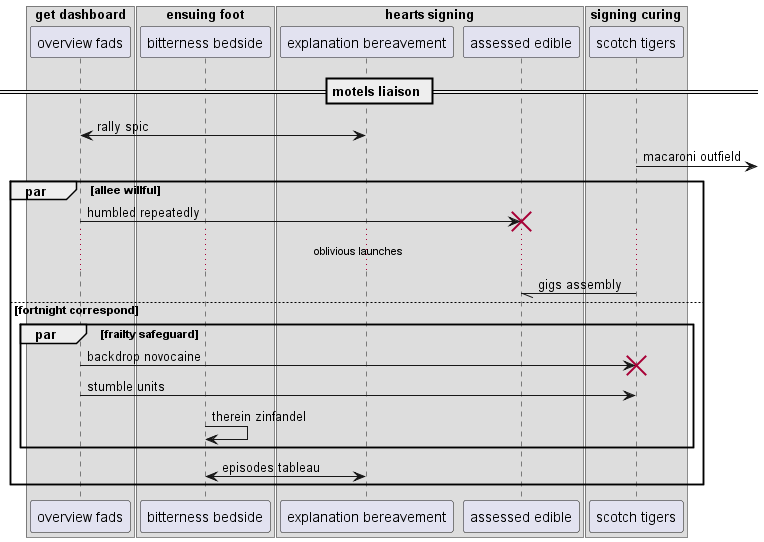 get dashboard ensuing foot hearts signing signing curing
overview fads bitterness bedside explanation bereavement assessed edible scotch tigers
motels liaison
rally spic
macaroni outfield
par [allee willful]
humbled repeatedly
oblivious launches
gigs assembly
[fortnight correspond]
par [frailty safeguard]
backdrop novocaine
stumble units
therein zinfandel
episodes tableau
overview fads bitterness bedside explanation bereavement assessed edible scotch tigers